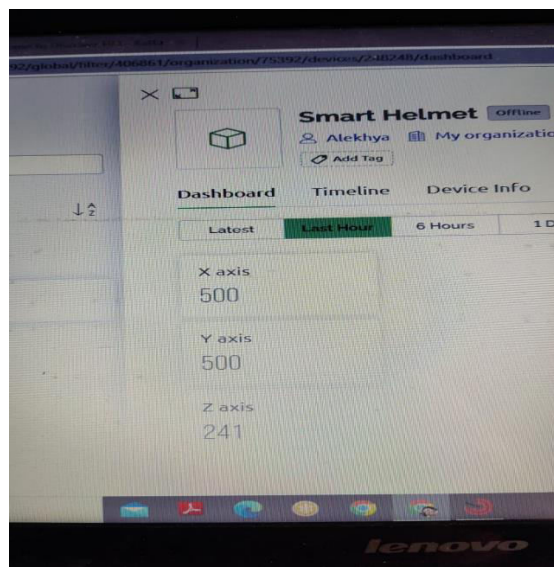 Smart Helmet Offline
Alekhya My organizatio
Add Tag
Dashboard Timeline Device Info
Latest Last Hour 6 Hours 1 D
X axis
500
Y axis
500
Z axis
241
lenovo